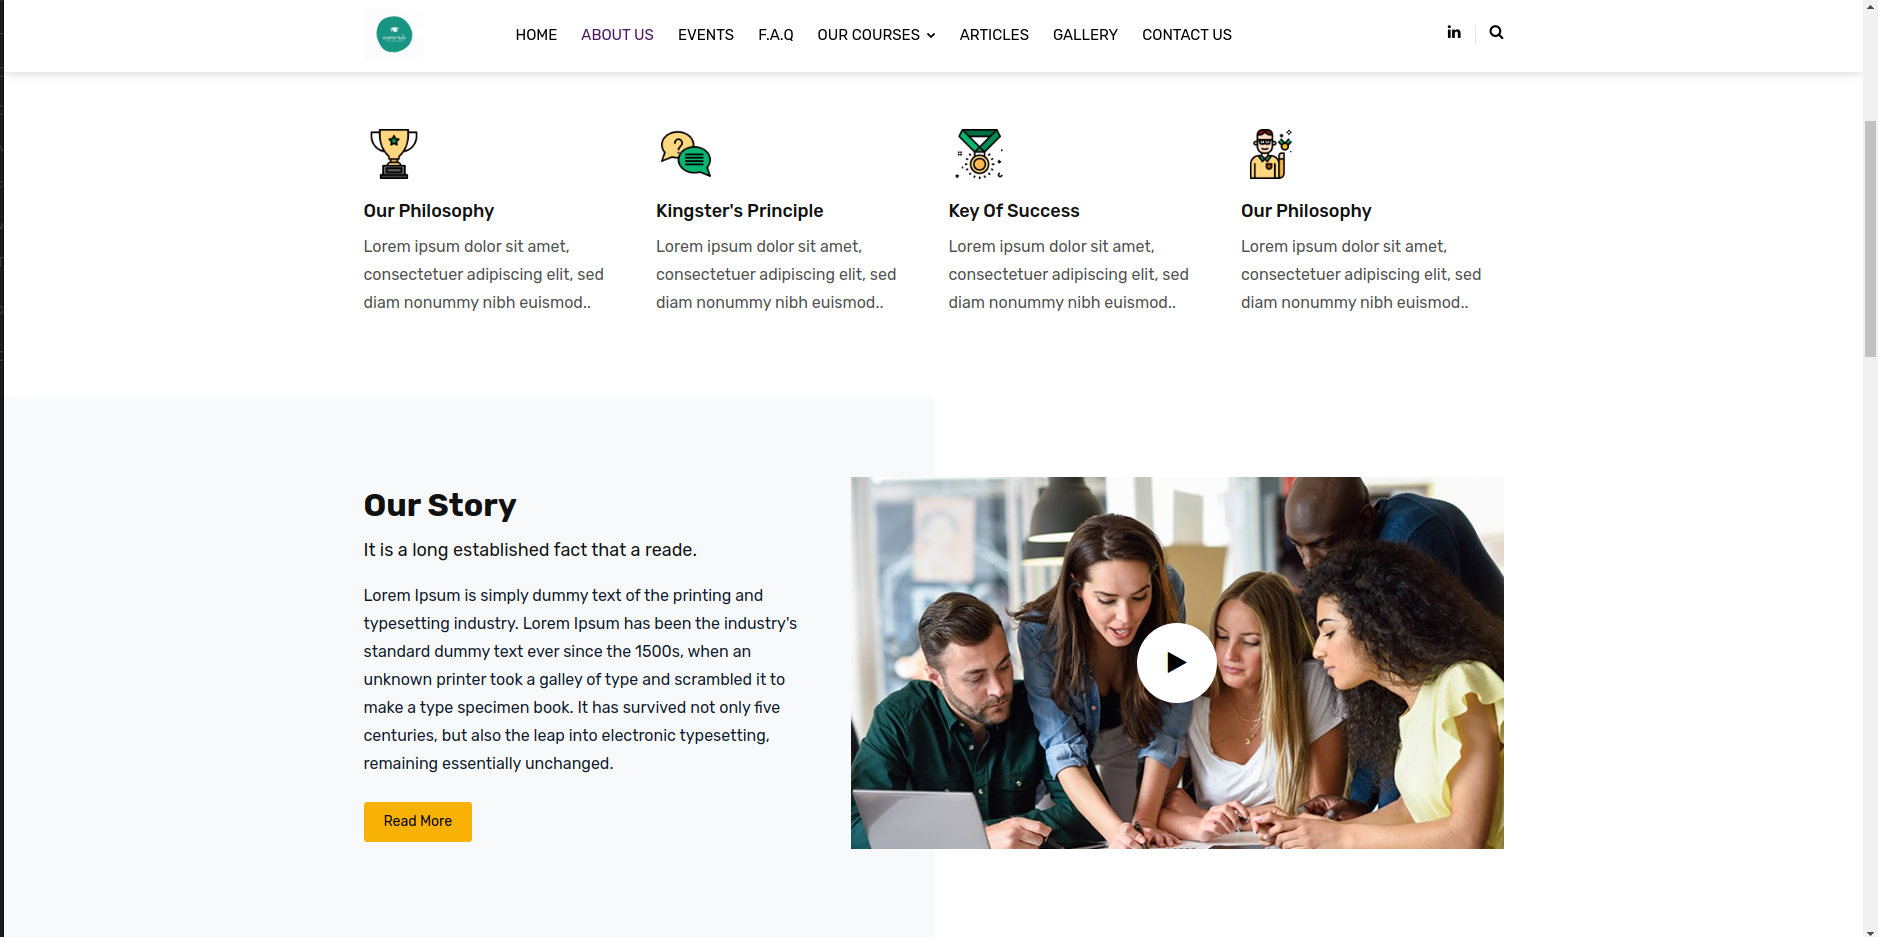 HOME ABOUT US EVENTS F.A.Q OUR COURSES ARTICLES GALLERY CONTACT US
Our Philosophy
Lorem ipsum dolor sit amet,
consectetuer adipiscing elit, sed
diam nonummy nibh euismod..
Kingster's Principle
Lorem ipsum dolor sit amet,
consectetuer adipiscing elit, sed
diam nonummy nibh euismod..
Key Of Success
Lorem ipsum dolor sit amet,
consectetuer adipiscing elit, sed
diam nonummy nibh euismod..
Our Philosophy
Lorem ipsum dolor sit amet,
consectetuer adipiscing elit, sed
diam nonummy nibh euismod..
Our Story
It is a long established fact that a reade.
Lorem Ipsum is simply dummy text of the printing and
typesetting industry. Lorem Ipsum has been the industry's
standard dummy text ever since the 1500s, when an
unknown printer took a galley of type and scrambled it to
make a type specimen book. It has survived not only five
centuries, but also the leap into electronic typesetting,
remaining essentially unchanged.
Read More